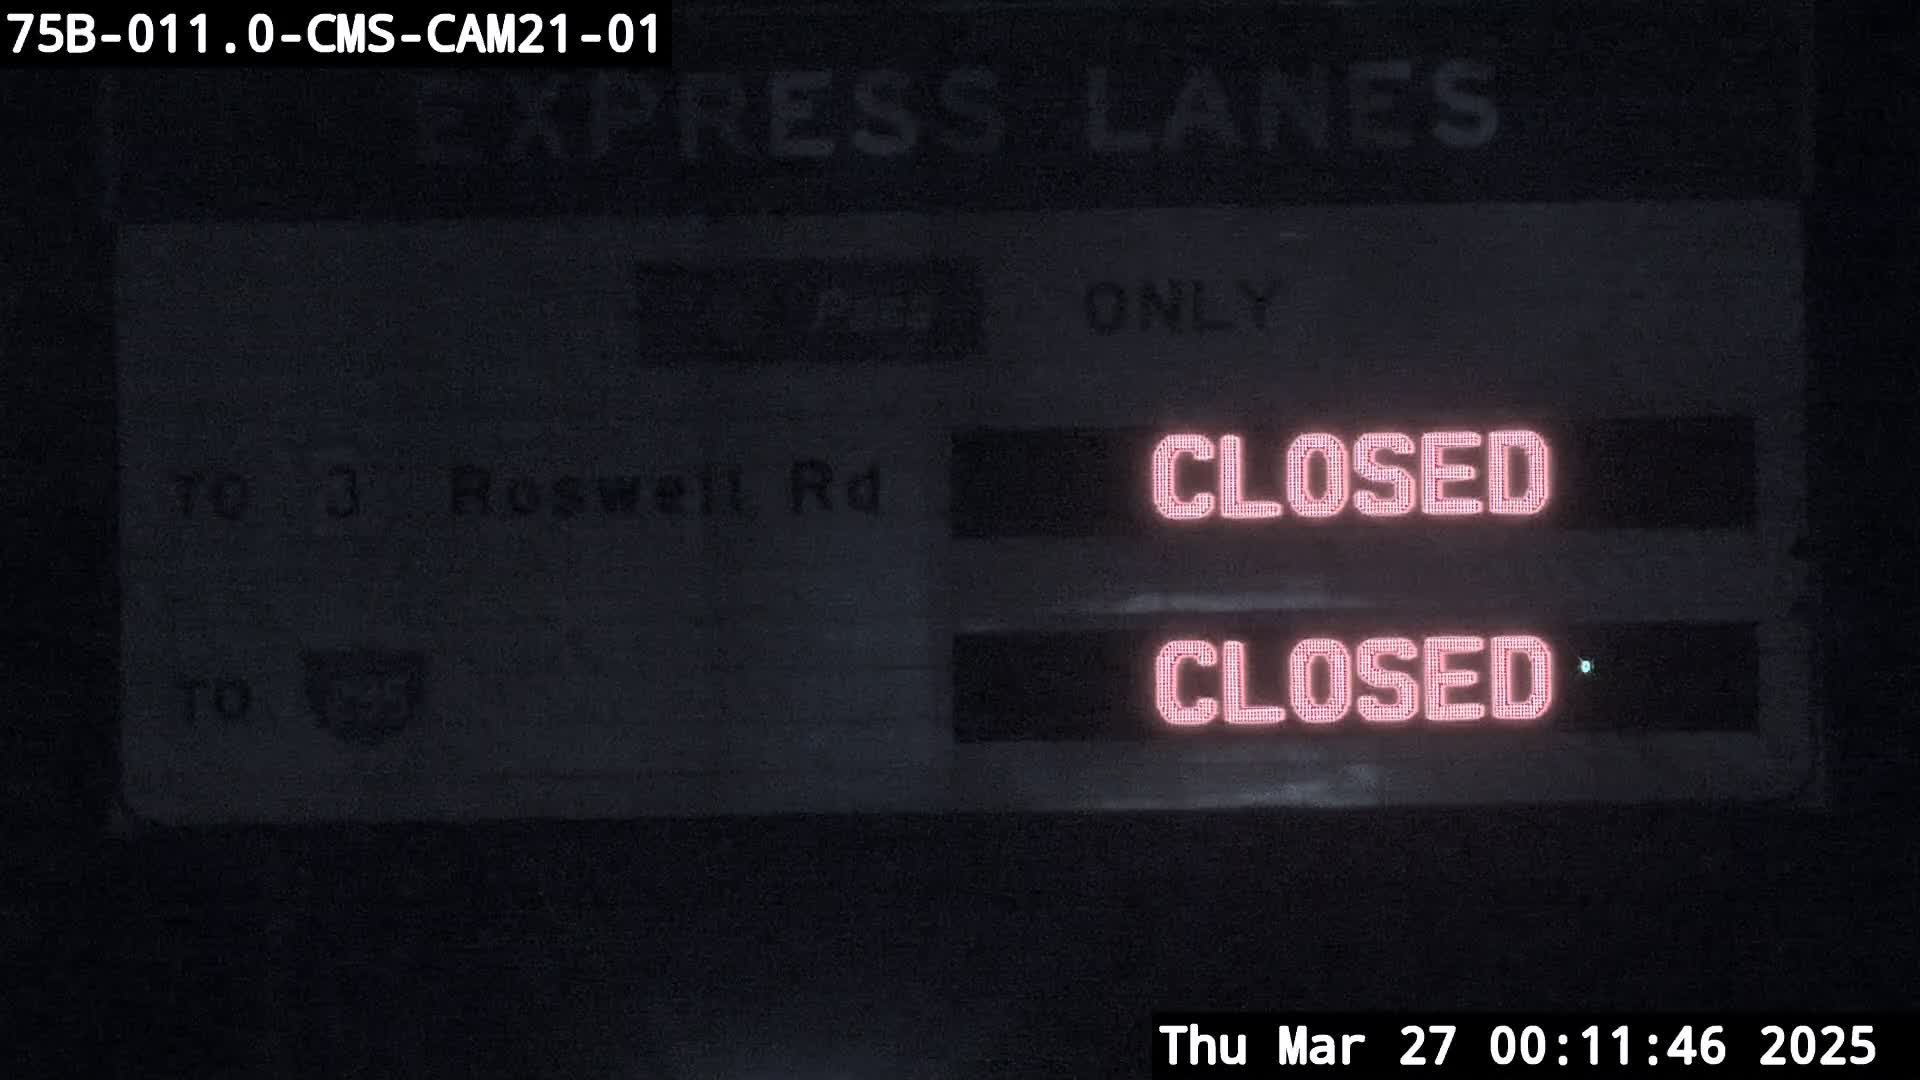 75B-011.0-CMS-CAM21-01
EXPRESS LANES
ONLY
TO 3 Roswell Rd CLOSED
TO CLOSED
Thu Mar 27 00:11:46 2025